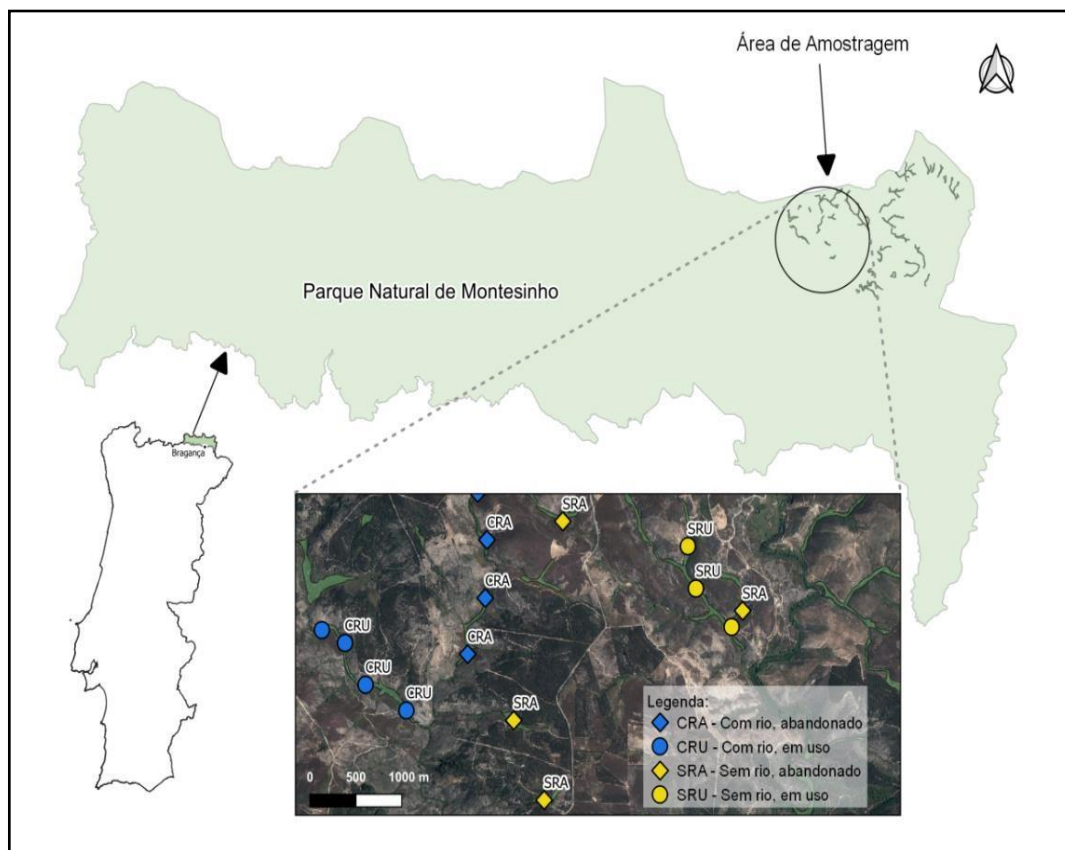 Área de Amostragem
Parque Natural de Montesinho
Bragança
SRA
CRA
SRU
CRA
SRU
SRA
CRU
CRA
CRU
CRU
SRA
SRA
Legenda:
CRA - Com rio, abandonado
CRU - Com rio, em uso
SRA - Sem rio, abandonado
SRU - Sem rio, em uso
0 500 1000 m